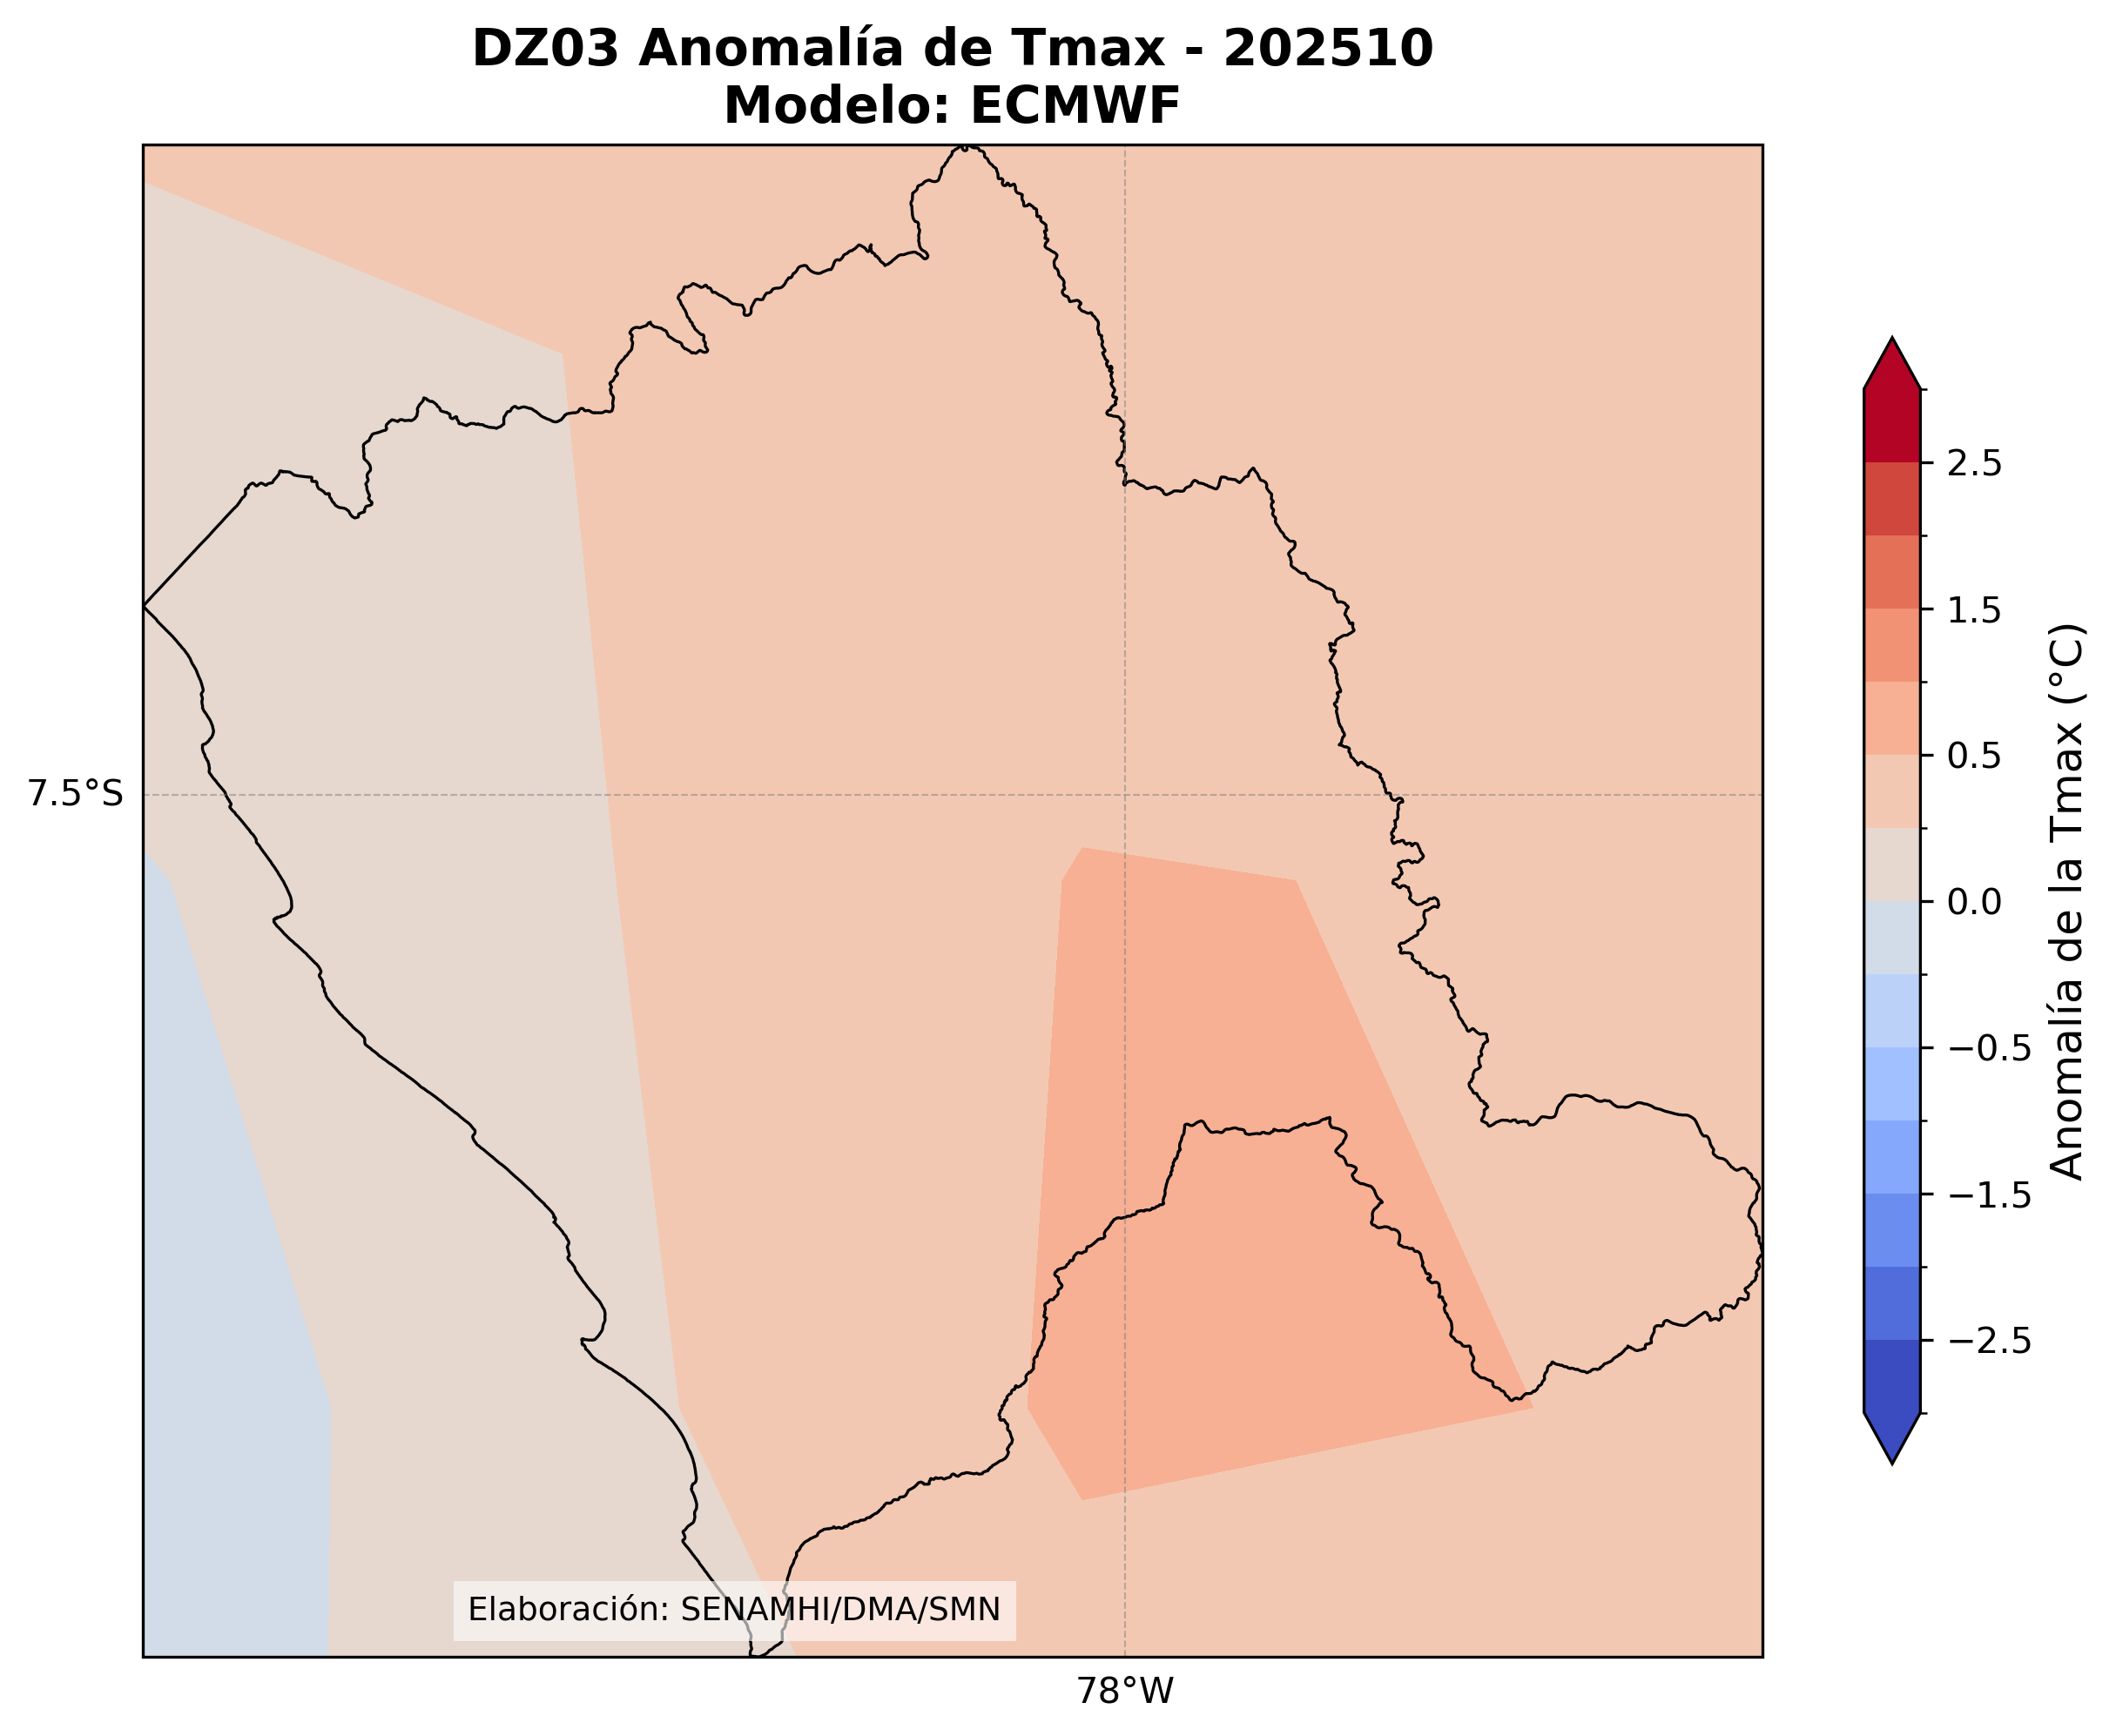 DZ03 Anomalía de Tmax - 202510
Modelo: ECMWF
7.5°S
78°W
Elaboración: SENAMHI/DMA/SMN
2.5
1.5
0.5
0.0
−0.5
−1.5
−2.5
Anomalía de la Tmax (°C)